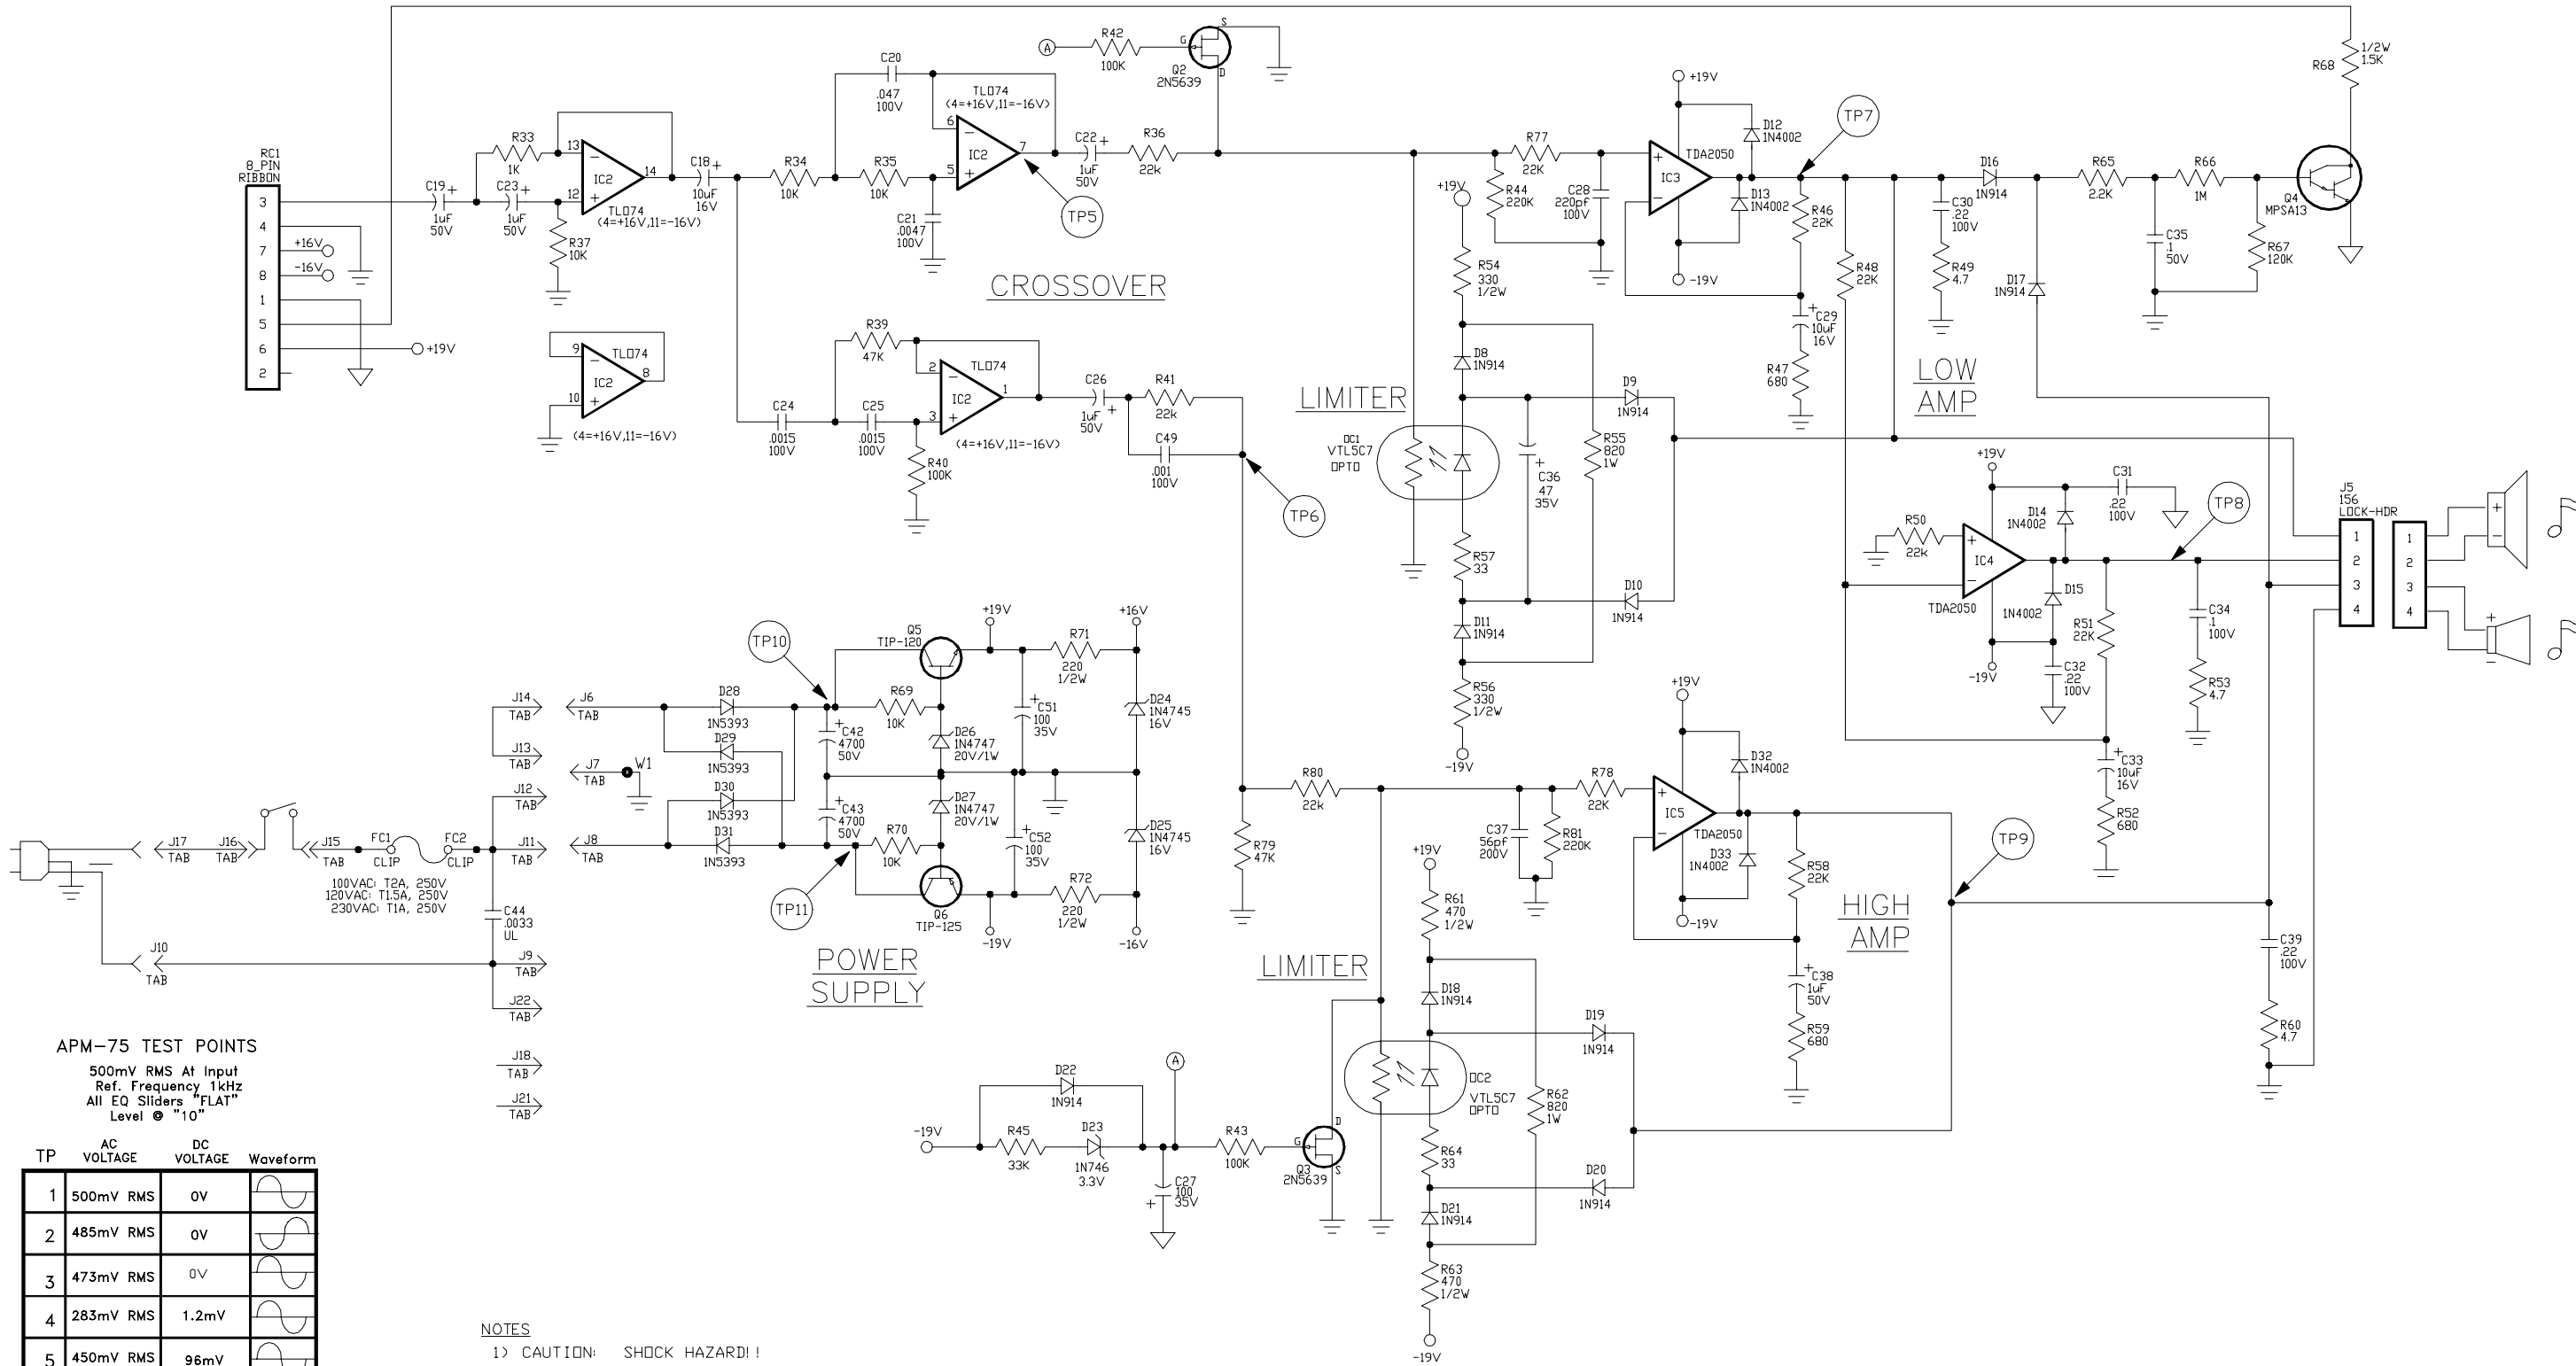 RC1
8_PIN
RIBBON
3
4
7
8
1
5
6
2
+16V
-16V
+19V
C19 +
1uF
50V
R33
1K
C23 +
1uF
50V
13
12
14
IC2
TL074
(4=+16V,11=-16V)
R37
10K
C18 +
10uF
16V
R34
10K
R35
10K
C20
.047
100V
TL074
(4=+16V,11=-16V)
6
5
7
IC2
C21
.0047
100V
TP5
C22 +
1uF
50V
R36
22k
A
R42
100K
G
S
D
Q2
2N5639
CROSSOVER
9
10
8
TL074
IC2
(4=+16V,11=-16V)
R39
47K
C24
.0015
100V
C25
.0015
100V
2
3
1
TL074
IC2
(4=+16V,11=-16V)
R40
100K
C26
+
1uF
50V
R41
22k
C49
.001
100V
TP6
LIMITER
+19V
R54
330
1/2W
D8
1N914
OC1
VTL5C7
OPTO
C36
+
47
35V
R55
820
1W
D9
1N914
R57
33
D10
1N914
D11
1N914
R56
330
1/2W
-19V
R77
22K
R44
220K
C28
220pf
100V
+19V
TDA2050
+
-
IC3
-19V
D12
1N4002
D13
1N4002
TP7
R46
22K
+
C29
10uF
16V
R47
680
R48
22K
C30
.22
100V
R49
4.7
D16
1N914
D17
1N914
R65
2.2K
C35
.1
50V
R66
1M
R67
120K
Q4
MPSA13
R68
1/2W
1.5K
LOW
AMP
R50
22k
+19V
+
-
IC4
TDA2050
-19V
D14
1N4002
C31
.22
100V
D15
1N4002
C32
.22
100V
TP8
R51
22K
C34
.1
100V
R53
4.7
+
C33
10uF
16V
R52
680
J5
156
LOCK-HDR
1
2
3
4
1
2
3
4
+
-
+
-
TP10
Q5
TIP-120
+19V
R71
220
1/2W
+16V
J14
TAB
J6
TAB
J13
TAB
J7
TAB
W1
J12
TAB
J11
TAB
J8
TAB
D28
1N5393
D29
1N5393
D30
1N5393
D31
1N5393
+
C42
4700
50V
+
C43
4700
50V
R69
10K
D26
1N4747
20V/1W
D27
1N4747
20V/1W
R70
10K
+
C51
100
35V
+
C52
100
35V
D24
1N4745
16V
D25
1N4745
16V
TP11
Q6
TIP-125
-19V
R72
220
1/2W
-16V
POWER
SUPPLY
J17
TAB
J16
TAB
J15
TAB
FC1
CLIP
FC2
CLIP
100VAC: T2A, 250V
120VAC: T1.5A, 250V
230VAC: T1A, 250V
C44
.0033
UL
J10
TAB
J9
TAB
J22
TAB
J18
TAB
J21
TAB
R80
22k
R79
47K
C37
56pf
200V
R81
220K
R78
22K
+19V
+
-
IC5
TDA2050
-19V
D32
1N4002
D33
1N4002
R58
22K
+
C38
1uF
50V
R59
680
HIGH
AMP
TP9
C39
.22
100V
R60
4.7
LIMITER
+19V
R61
470
1/2W
D18
1N914
D19
1N914
OC2
VTL5C7
OPTO
R62
820
1W
R64
33
D20
1N914
D21
1N914
R63
470
1/2W
-19V
A
D22
1N914
-19V
R45
33K
D23
1N746
3.3V
C27
100
35V
+
R43
100K
G
D
S
Q3
2N5639
APM-75 TEST POINTS
500mV RMS At Input
Ref. Frequency 1kHz
All EQ Sliders "FLAT"
Level @ "10"
TP AC VOLTAGE DC VOLTAGE Waveform
1 500mV RMS 0V
2 485mV RMS 0V
3 473mV RMS 0V
4 283mV RMS 1.2mV
5 450mV RMS 96mV
NOTES
1) CAUTION: SHOCK HAZARD!!